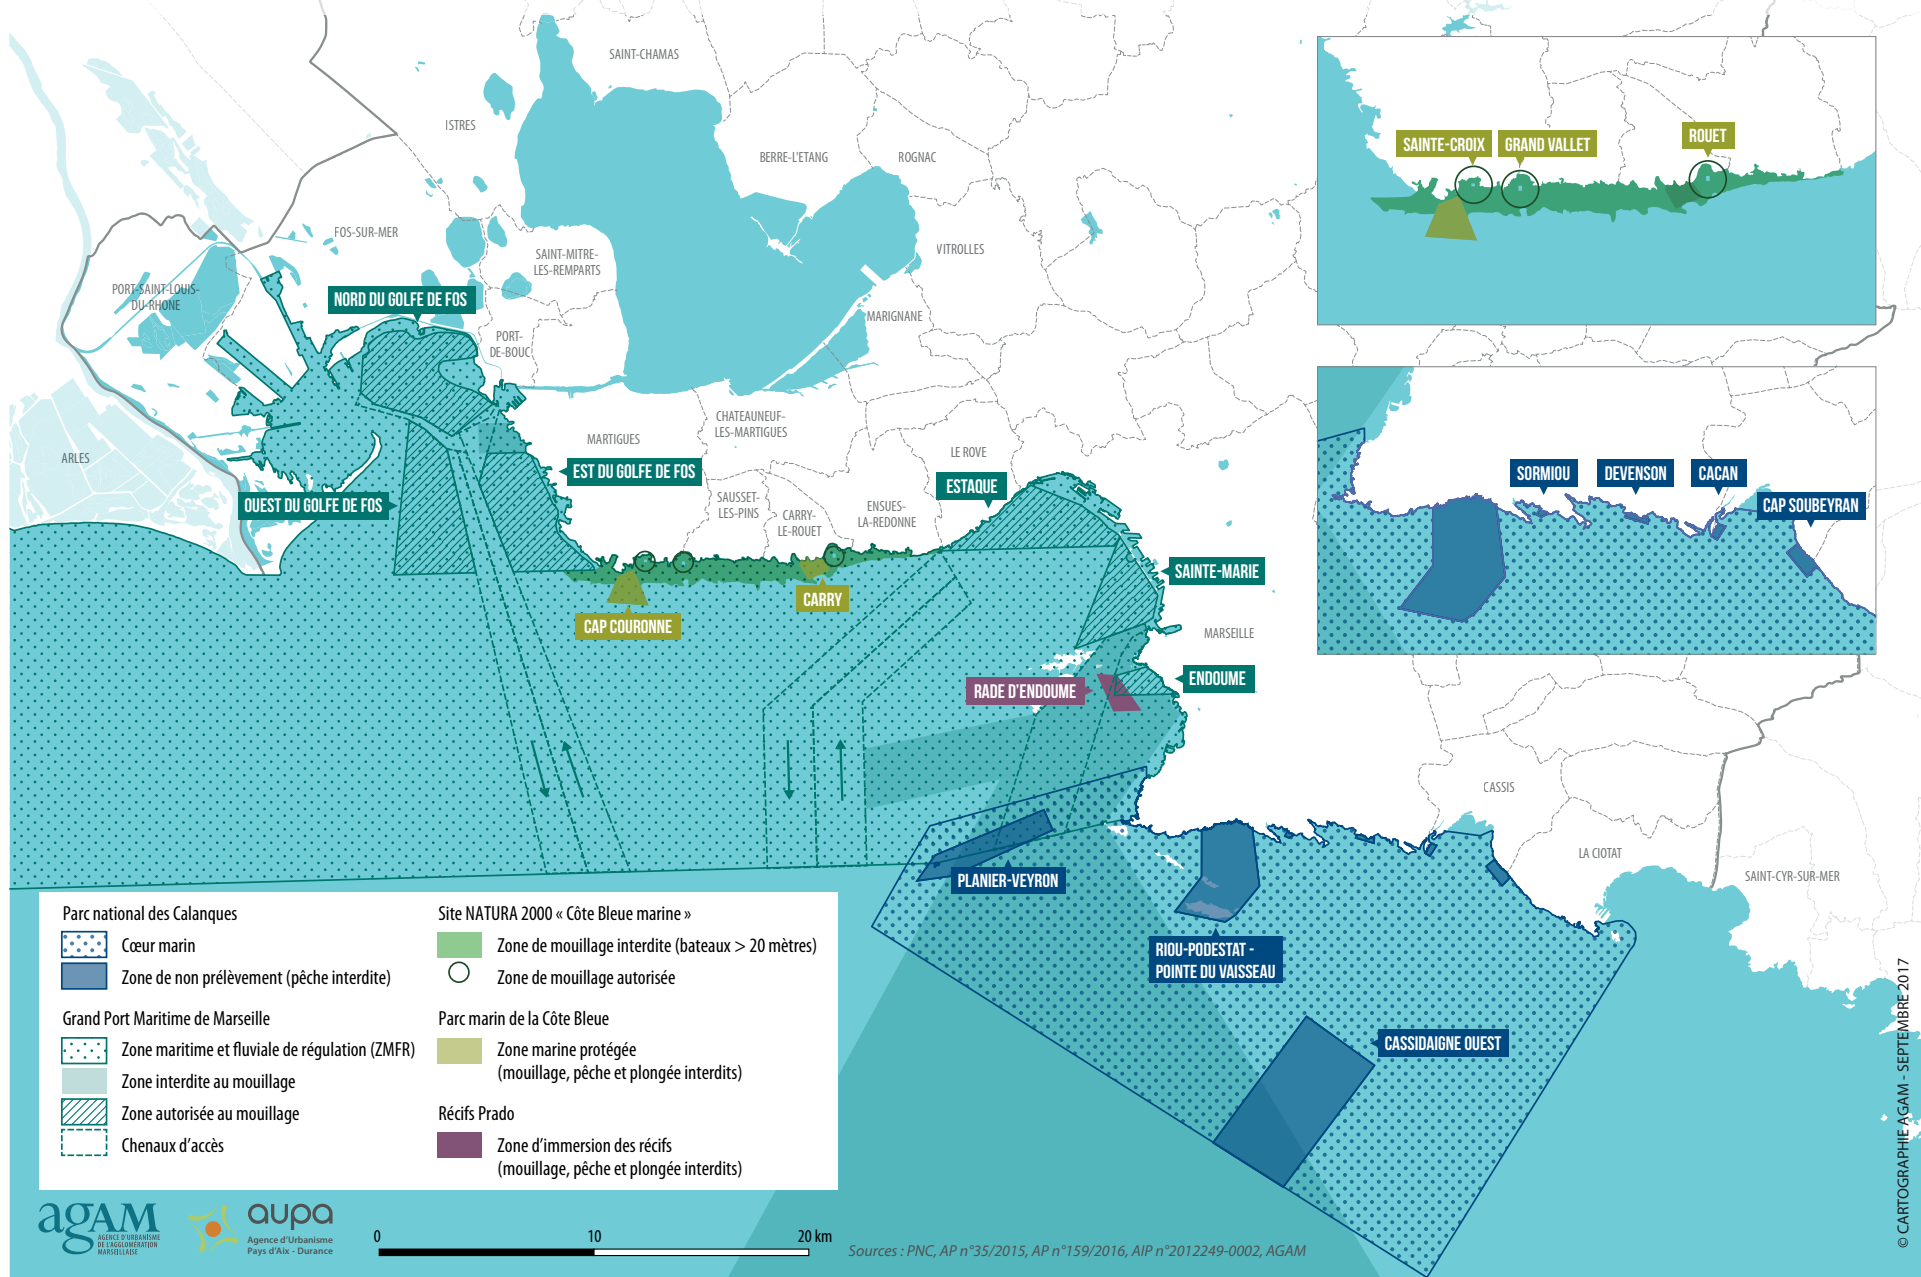 SAINT-CHAMAS
ISTRES
BERRE-L'ETANG
ROGNAC
FOS-SUR-MER
SAINT-MITRE-
LES-REMPARTS
VITROLLES
PORT-SAINT-LOUIS-
DU-RHONE
NORD DU GOLFE DE FOS
MARIGNANE
PORT-
DE-BOUC
CHATEAUNEUF-
LES-MARTIGUES
MARTIGUES
ARLES
LE ROVE
EST DU GOLFE DE FOS
ESTAQUE
OUEST DU GOLFE DE FOS
SAUSSET-
LES-PINS
CARRY-
LE-ROUET
ENSUES-
LA-REDONNE
SAINTE-MARIE
CARRY
CAP COURONNE
MARSEILLE
ENDOUME
RADE D'ENDOUME
CASSIS
LA CIOTAT
SAINT-CYR-SUR-MER
PLANIER-VEYRON
RIOU-PODESTAT -
POINTE DU VAISSEAU
CASSIDAIGNE OUEST
SAINTE-CROIX
GRAND VALLET
ROUET
SORMIOU
DEVENSON
CACAN
CAP SOUBEYRAN
Parc national des Calanques
Cœur marin
Zone de non prélèvement (pêche interdite)
Grand Port Maritime de Marseille
Zone maritime et fluviale de régulation (ZMFR)
Zone interdite au mouillage
Zone autorisée au mouillage
Chenaux d'accès
Site NATURA 2000 « Côte Bleue marine »
Zone de mouillage interdite (bateaux > 20 mètres)
Zone de mouillage autorisée
Parc marin de la Côte Bleue
Zone marine protégée
(mouillage, pêche et plongée interdits)
Récifs Prado
Zone d'immersion des récifs
(mouillage, pêche et plongée interdits)
agAM
AGENCE D'URBANISME
DE L'AGGLOMÉRATION
MARSEILLAISE
aupa
Agence d'Urbanisme
Pays d'Aix - Durance
0 10 20 km
Sources : PNC, AP n°35/2015, AP n°159/2016, AIP n°2012249-0002, AGAM
© CARTOGRAPHIE AGAM - SEPTEMBRE 2017